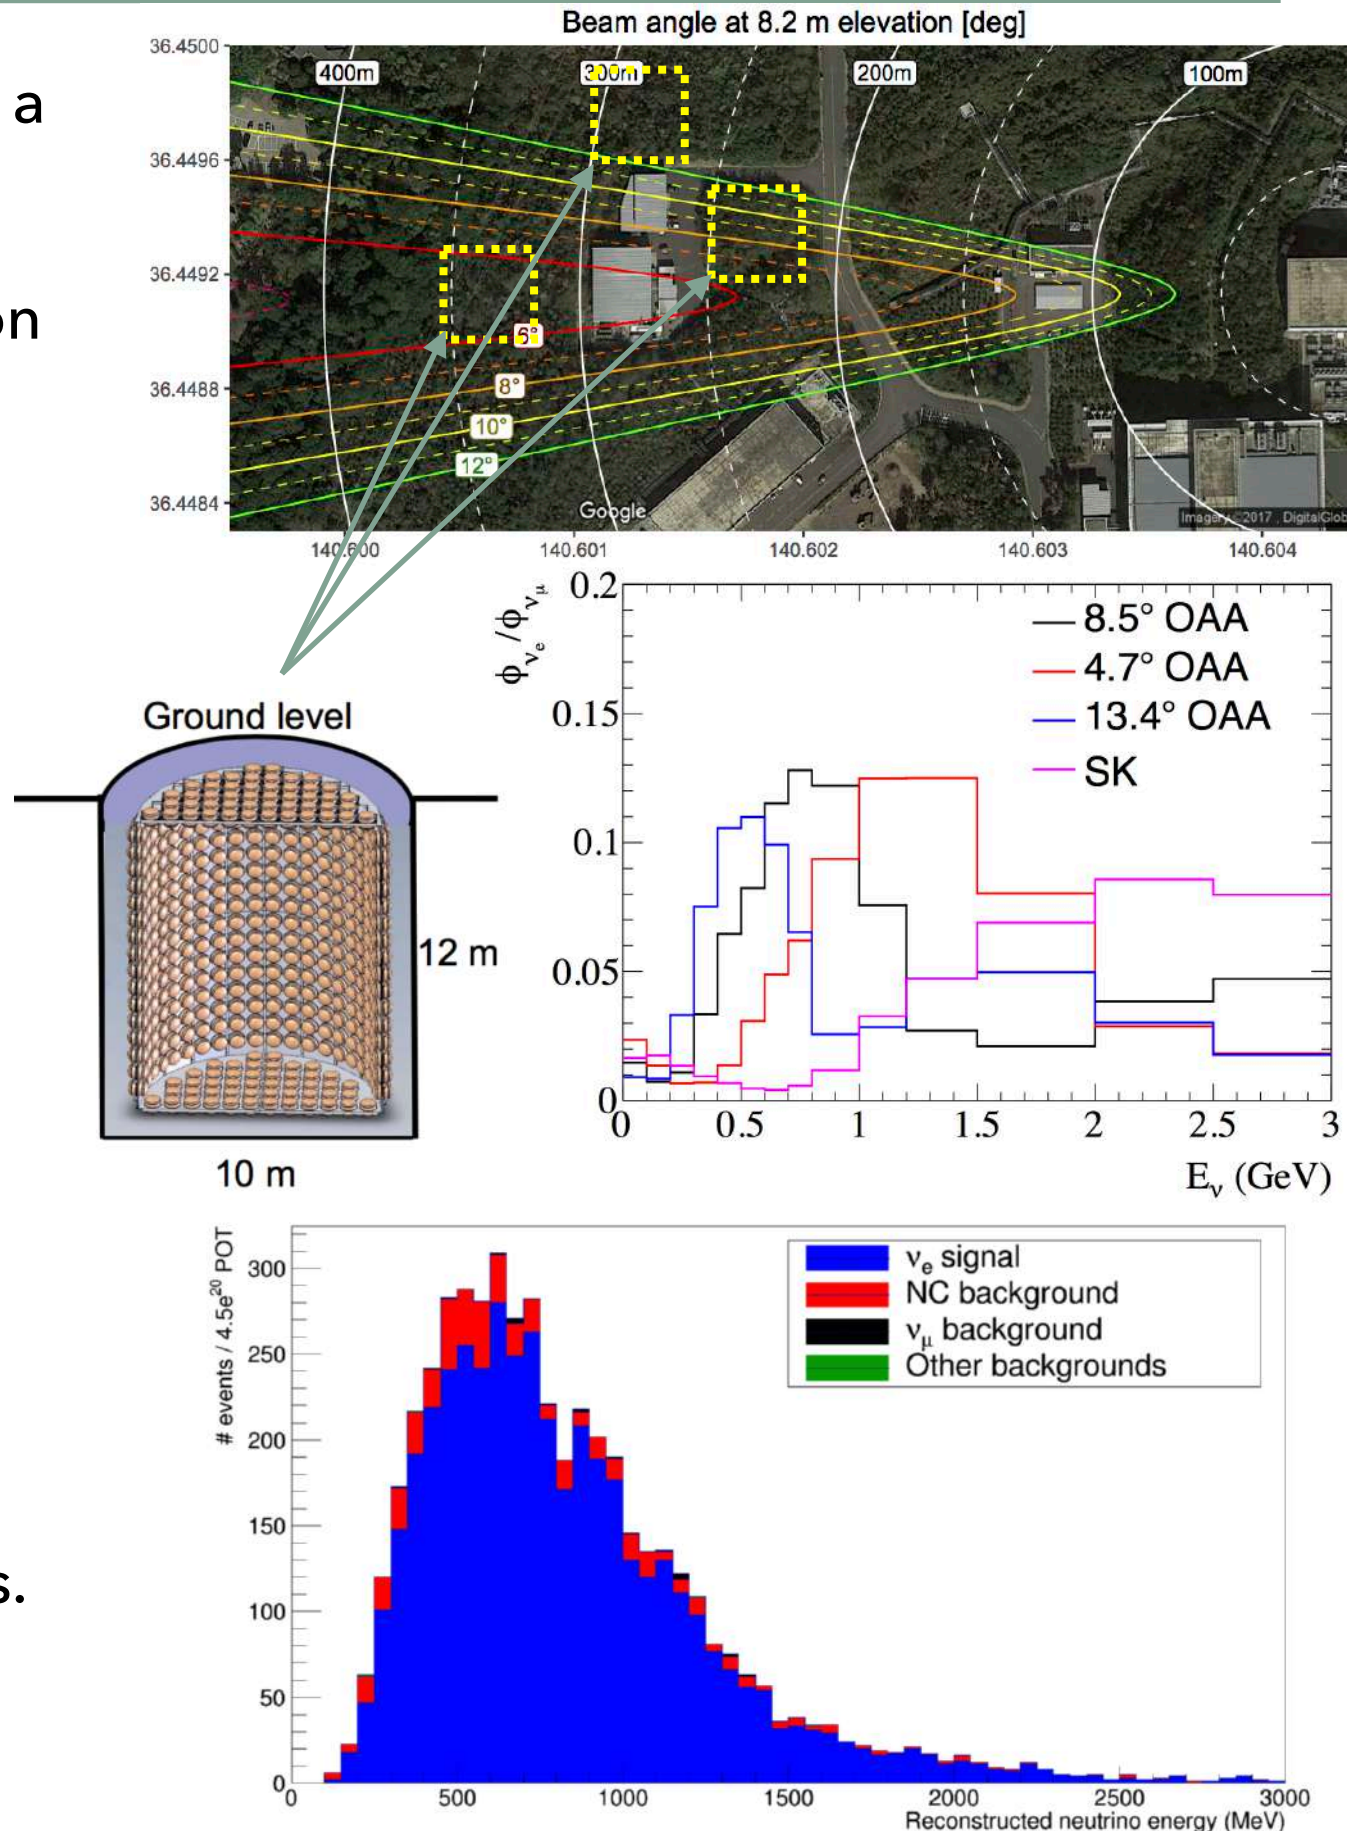 Beam angle at 8.2 m elevation [deg]
a
on
s.
36.4500
36.4496
36.4492
36.4488
36.4484
400m
300m
200m
100m
6°
8°
10°
12°
Google
Imagery ©2017 , DigitalGlob
140.600
140.601
140.602
140.603
140.604
Ground level
12 m
10 m
ϕνe/ϕνμ
0.2
0.15
0.1
0.05
0
8.5° OAA
4.7° OAA
13.4° OAA
SK
0 0.5 1 1.5 2 2.5 3
Eν (GeV)
# events / 4.5e²⁰ POT
300
250
200
150
100
50
0
νe signal
NC background
νμ background
Other backgrounds
0 500 1000 1500 2000 2500 3000
Reconstructed neutrino energy (MeV)